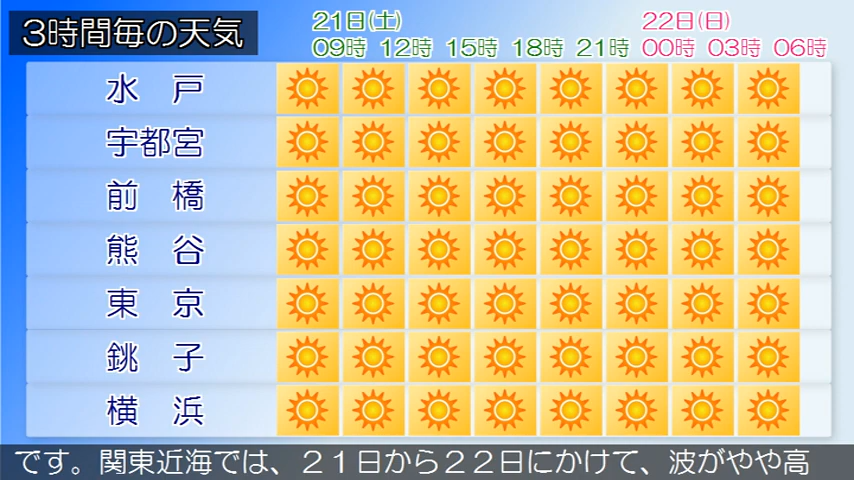 3時間毎の天気
21日(土) 22日(日)
09時 12時 15時 18時 21時 00時 03時 06時
水　戸
宇都宮
前　橋
熊　谷
東　京
銚　子
横　浜
です。関東近海では、２１日から２２日にかけて、波がやや高